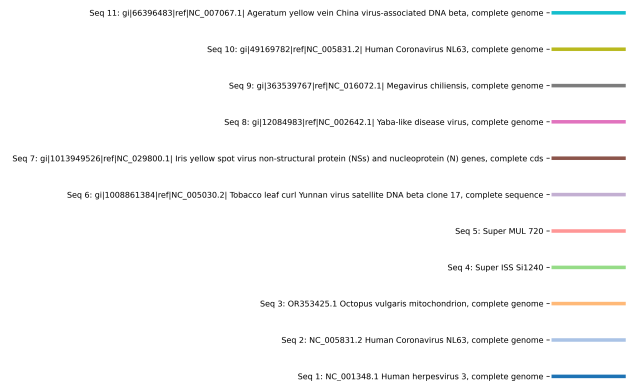 Seq 11: gi|66396483|ref|NC_007067.1| Ageratum yellow vein China virus-associated DNA beta, complete genome
Seq 10: gi|49169782|ref|NC_005831.2| Human Coronavirus NL63, complete genome
Seq 9: gi|363539767|ref|NC_016072.1| Megavirus chiliensis, complete genome
Seq 8: gi|12084983|ref|NC_002642.1| Yaba-like disease virus, complete genome
Seq 7: gi|1013949526|ref|NC_029800.1| Iris yellow spot virus non-structural protein (NSs) and nucleoprotein (N) genes, complete cds
Seq 6: gi|1008861384|ref|NC_005030.2| Tobacco leaf curl Yunnan virus satellite DNA beta clone 17, complete sequence
Seq 5: Super MUL 720
Seq 4: Super ISS Si1240
Seq 3: OR353425.1 Octopus vulgaris mitochondrion, complete genome
Seq 2: NC_005831.2 Human Coronavirus NL63, complete genome
Seq 1: NC_001348.1 Human herpesvirus 3, complete genome